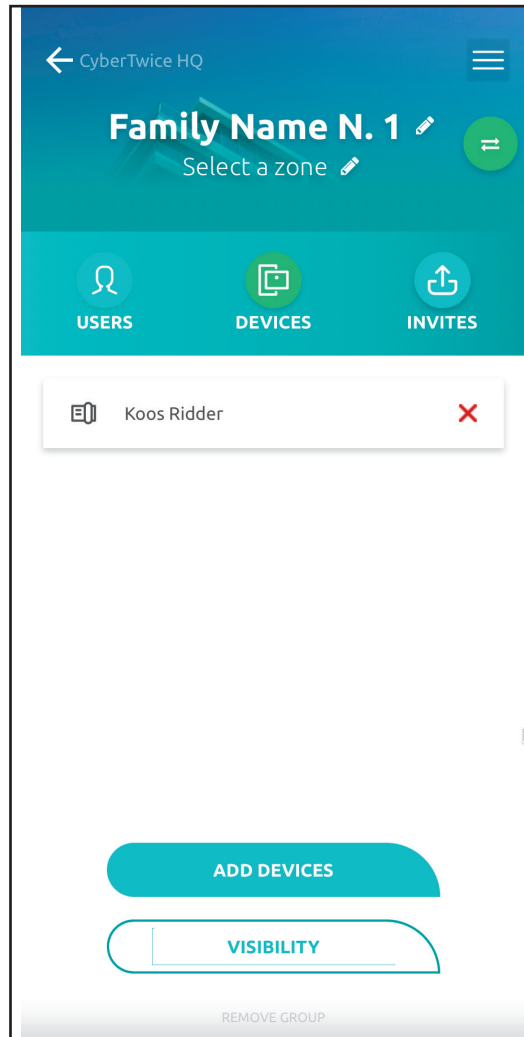 CyberTwice HQ
Family Name N. 1
Select a zone
USERS DEVICES INVITES
Koos Ridder
ADD DEVICES
VISIBILITY
REMOVE GROUP